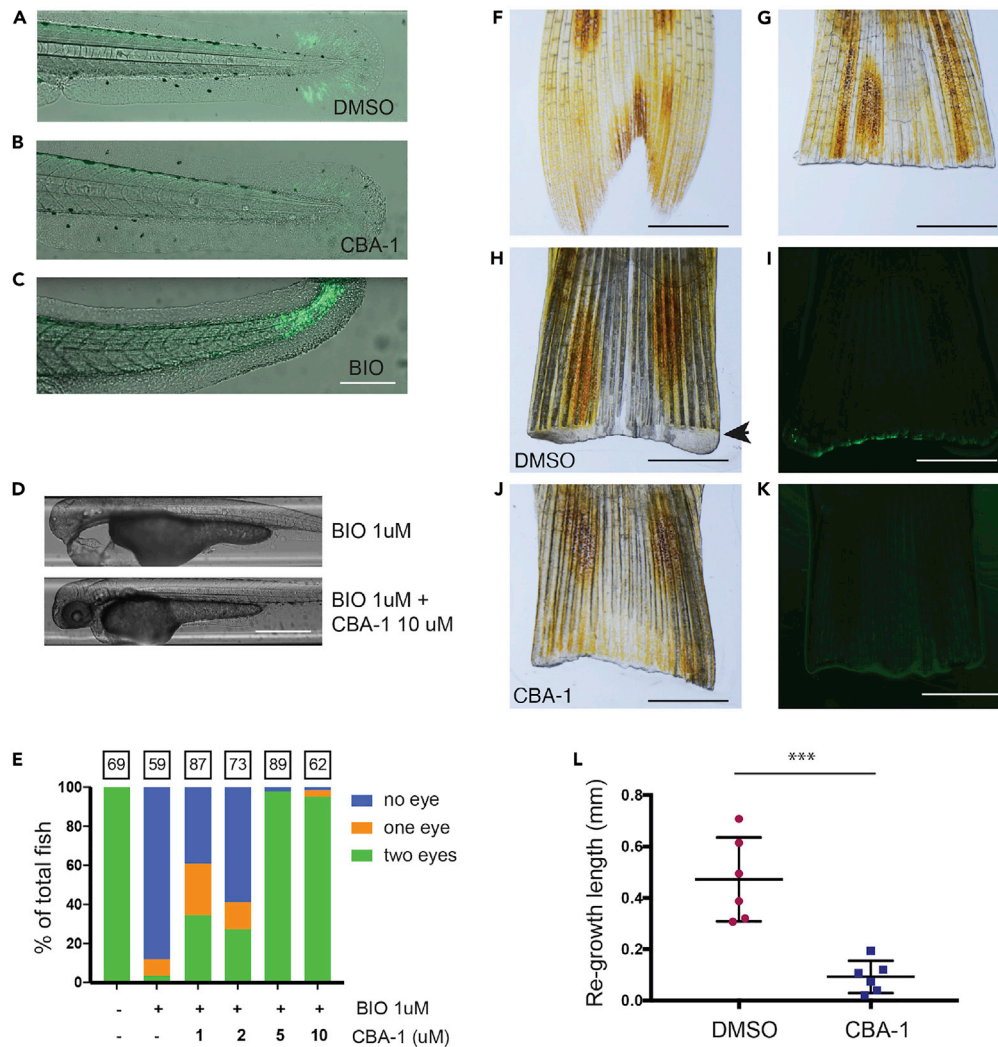 A
DMSO
B
CBA-1
C
BIO
D
BIO 1uM
BIO 1uM +
CBA-1 10 uM
E
69 59 87 73 89 62
100
80
60
40
20
0
% of total fish
no eye
one eye
two eyes
- + + + + + BIO 1uM
- - 1 2 5 10 CBA-1 (uM)
F
G
H
DMSO
I
J
CBA-1
K
L
***
0.8
0.6
0.4
0.2
0.0
Re-growth length (mm)
DMSO CBA-1